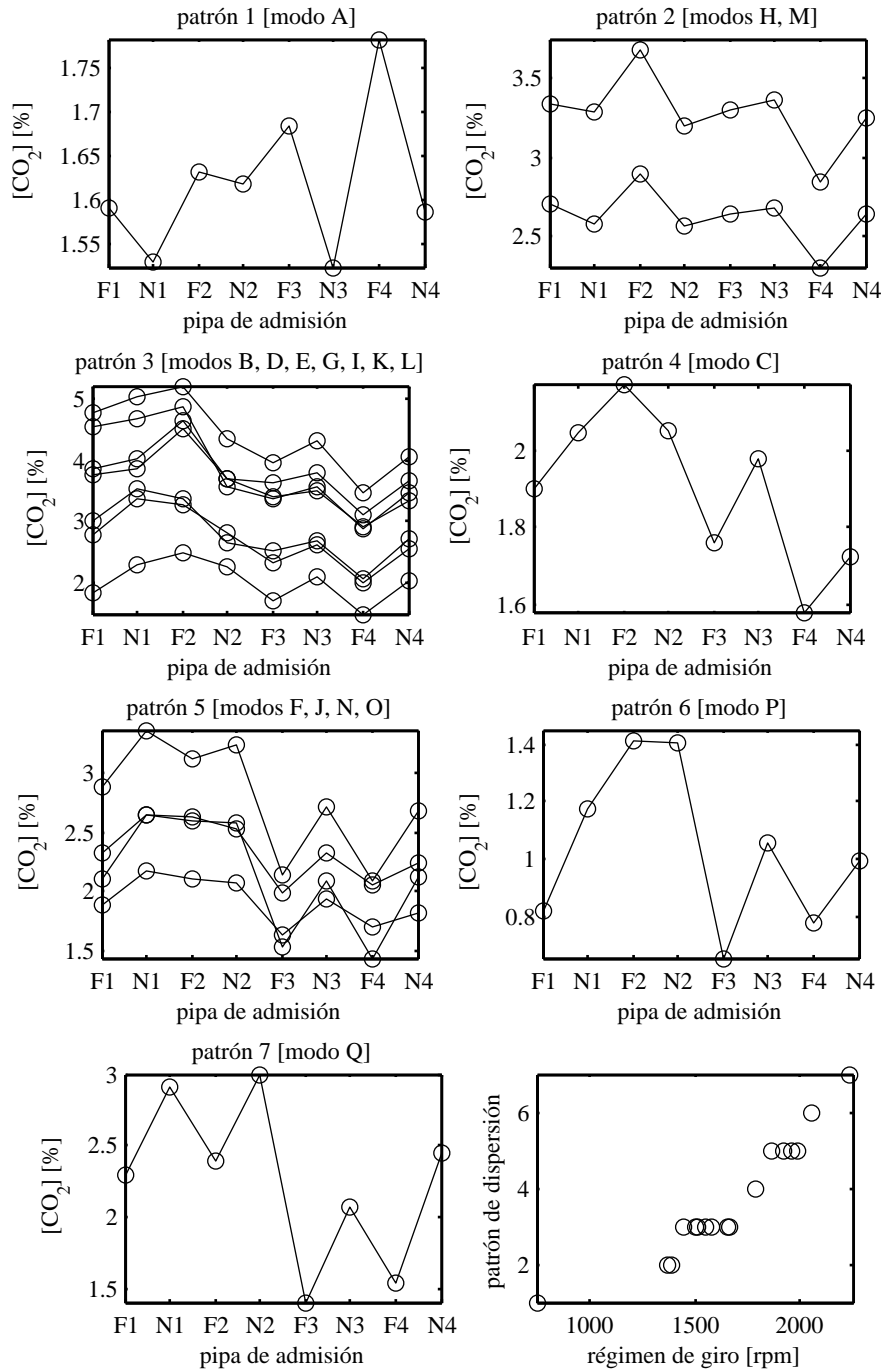 patrón 1 [modo A]
1.75
1.7
1.65
1.6
1.55
[CO2] [%]
F1 N1 F2 N2 F3 N3 F4 N4
pipa de admisión
patrón 2 [modos H, M]
3.5
3
2.5
[CO2] [%]
F1 N1 F2 N2 F3 N3 F4 N4
pipa de admisión
patrón 3 [modos B, D, E, G, I, K, L]
5
4
3
2
[CO2] [%]
F1 N1 F2 N2 F3 N3 F4 N4
pipa de admisión
patrón 4 [modo C]
2
1.8
1.6
[CO2] [%]
F1 N1 F2 N2 F3 N3 F4 N4
pipa de admisión
patrón 5 [modos F, J, N, O]
3
2.5
2
1.5
[CO2] [%]
F1 N1 F2 N2 F3 N3 F4 N4
pipa de admisión
patrón 6 [modo P]
1.4
1.2
1
0.8
[CO2] [%]
F1 N1 F2 N2 F3 N3 F4 N4
pipa de admisión
patrón 7 [modo Q]
3
2.5
2
1.5
[CO2] [%]
F1 N1 F2 N2 F3 N3 F4 N4
pipa de admisión
6
4
2
patrón de dispersión
1000 1500 2000
régimen de giro [rpm]